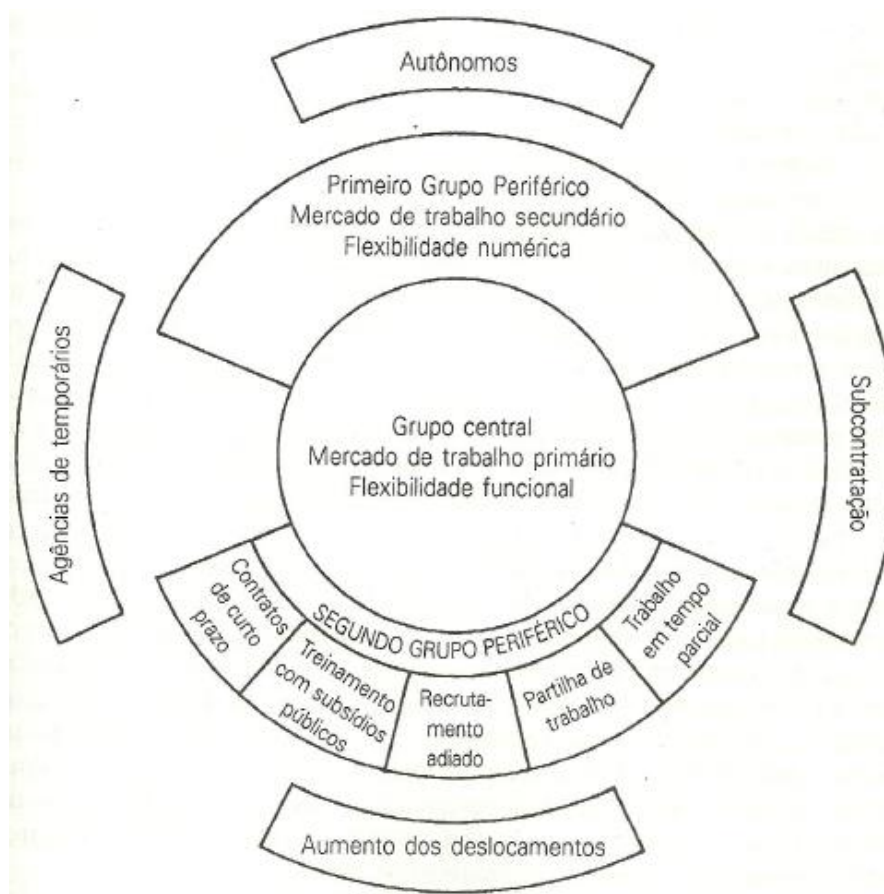 Autônomos
Primeiro Grupo Periférico
Mercado de trabalho secundário
Flexibilidade numérica
Agências de temporários
Subcontratação
Grupo central
Mercado de trabalho primário
Flexibilidade funcional
SEGUNDO GRUPO PERIFÉRICO
Contratos
de curto
prazo
Treinamento
com subsídios
públicos
Recruta-
mento
adiado
Partilha de
trabalho
Trabalho
em tempo
parcial
Aumento dos deslocamentos